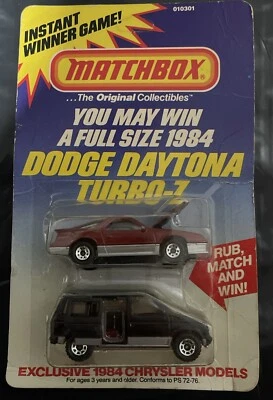 010301
INSTANT
WINNER GAME!
MATCHBOX
...The Original Collectibles™
YOU MAY WIN
A FULL SIZE 1984
DODGE DAYTONA
TURBO-Z
RUB,
MATCH
AND
WIN!
EXCLUSIVE 1984 CHRYSLER MODELS
For ages 3 years and older. Conforms to PS 72-76.